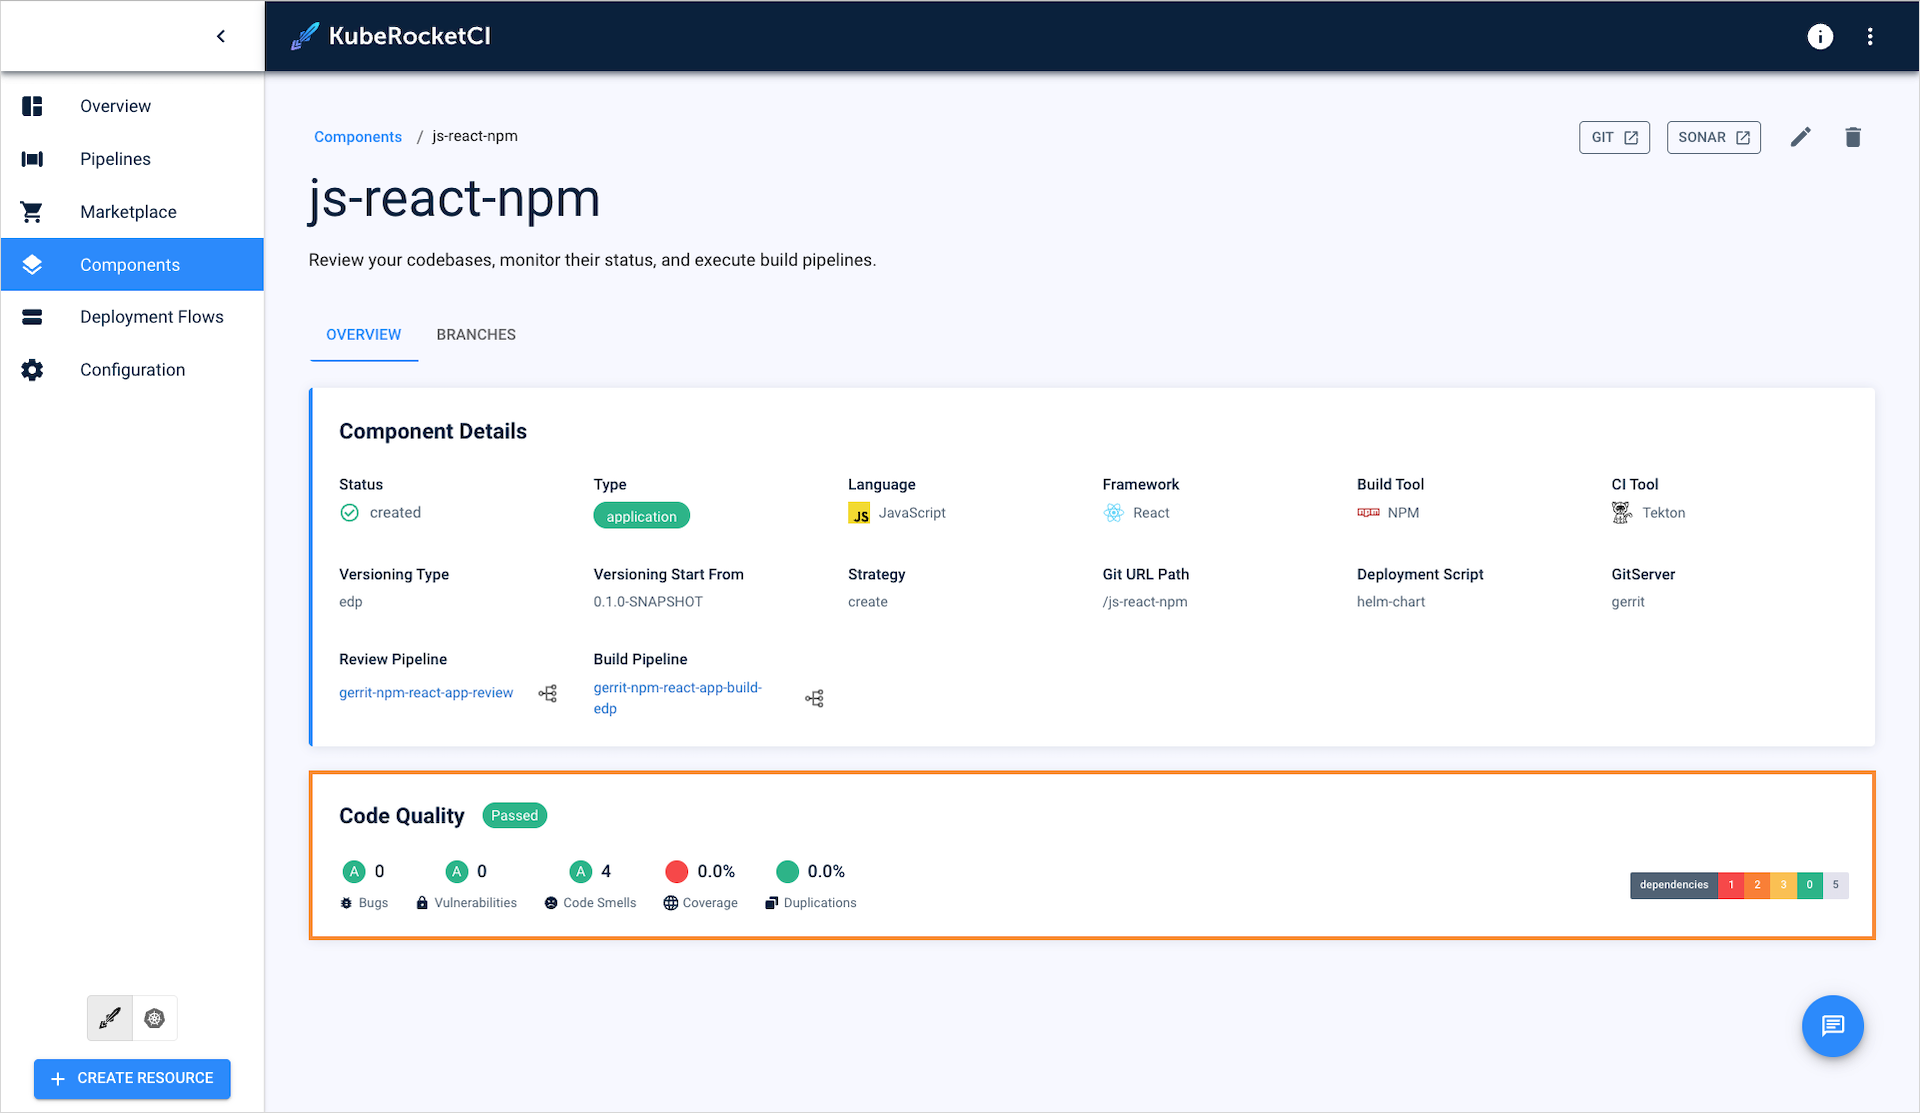 KubeRocketCI
Overview
Pipelines
Marketplace
Components
Deployment Flows
Configuration
CREATE RESOURCE
Components / js-react-npm
GIT
SONAR
js-react-npm
Review your codebases, monitor their status, and execute build pipelines.
OVERVIEW
BRANCHES
Component Details
Status
created
Type
application
Language
JS JavaScript
Framework
React
Build Tool
npm NPM
CI Tool
Tekton
Versioning Type
edp
Versioning Start From
0.1.0-SNAPSHOT
Strategy
create
Git URL Path
/js-react-npm
Deployment Script
helm-chart
GitServer
gerrit
Review Pipeline
gerrit-npm-react-app-review
Build Pipeline
gerrit-npm-react-app-build-
edp
Code Quality Passed
A 0
Bugs
A 0
Vulnerabilities
A 4
Code Smells
0.0%
Coverage
0.0%
Duplications
dependencies 1 2 3 0 5